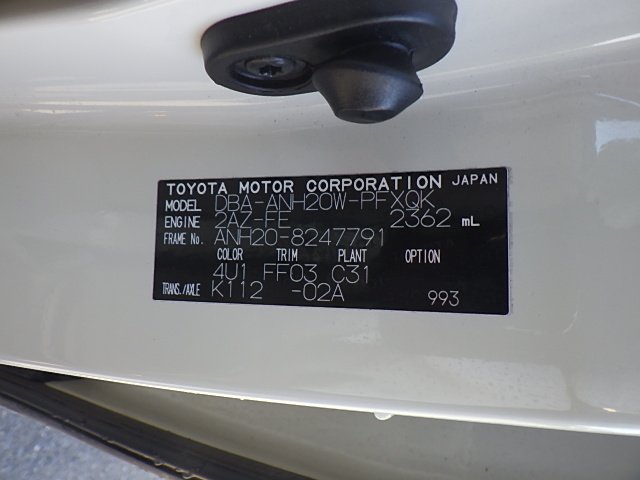 TOYOTA MOTOR CORPORATION JAPAN
MODEL DBA-ANH20W-PFXQK
ENGINE 2AZ-FE 2362 mL
FRAME No. ANH20-8247791
COLOR TRIM PLANT OPTION
4U1 FF03 C31
TRANS./AXLE K112 -02A 993